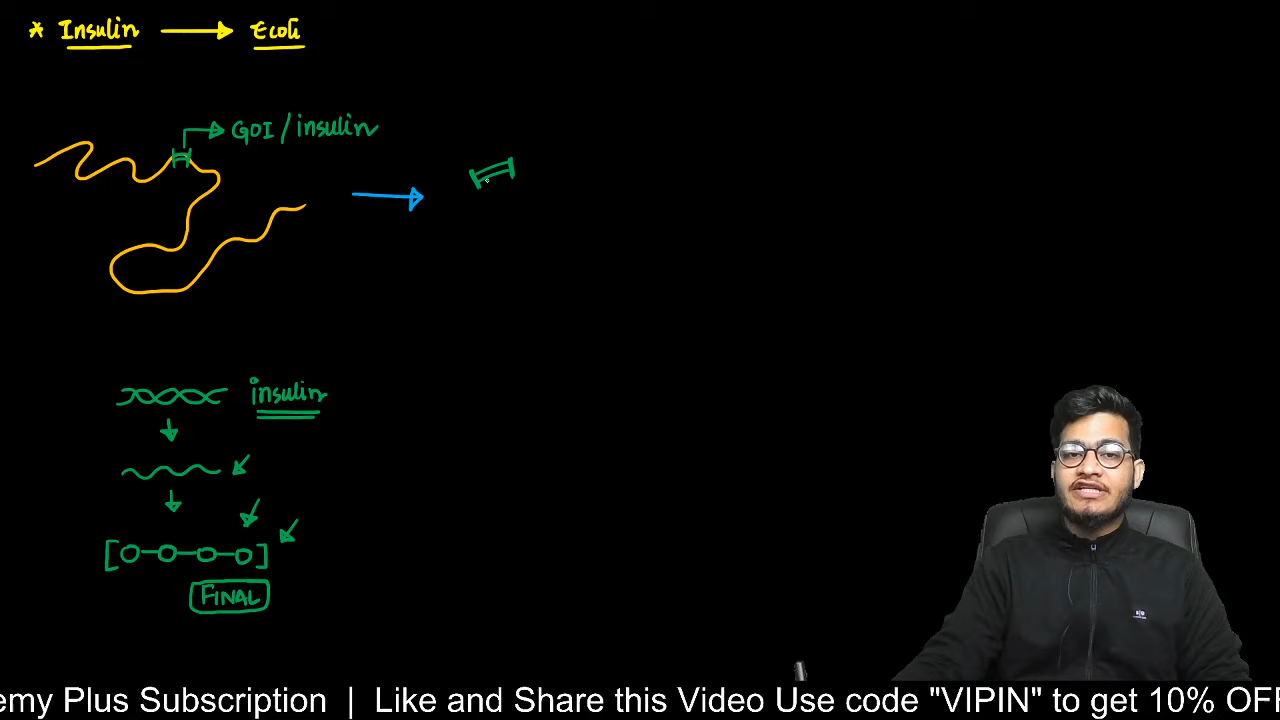 * Insulin → Ecoli
GOI/insulin
insulin
FINAL
emy Plus Subscription | Like and Share this Video Use code "VIPIN" to get 10% OFF